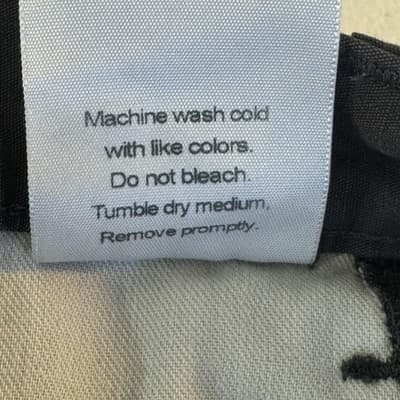 Machine wash cold
with like colors.
Do not bleach.
Tumble dry medium,
Remove promptly.